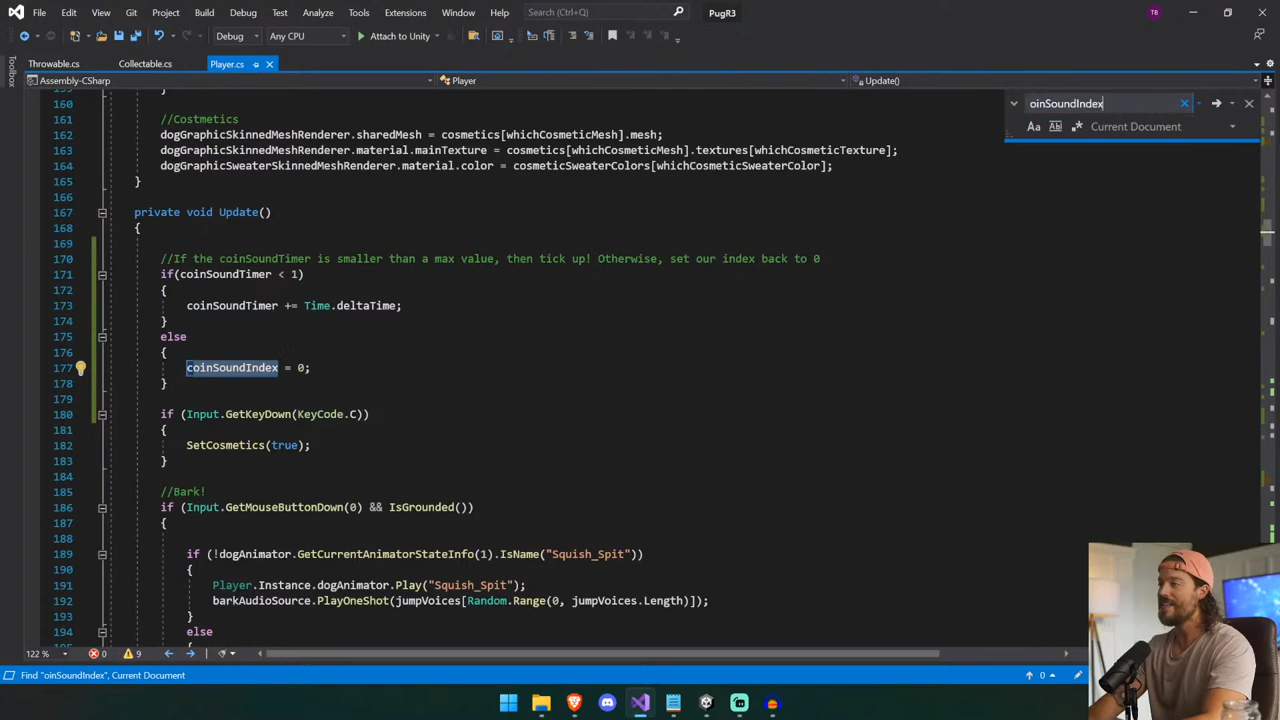 File Edit View Git Project Build Debug Test Analyze Tools Extensions Window Help Search (Ctrl+Q) PugR3 TB
Debug Any CPU Attach to Unity
Throwable.cs Collectable.cs Player.cs
Toolbox
Assembly-CSharp Player Update()
oinSoundIndex
Aa Ab Current Document
160
161 //Costmetics
162 dogGraphicSkinnedMeshRenderer.sharedMesh = cosmetics[whichCosmeticMesh].mesh;
163 dogGraphicSkinnedMeshRenderer.material.mainTexture = cosmetics[whichCosmeticMesh].textures[whichCosmeticTexture];
164 dogGraphicSweaterSkinnedMeshRenderer.material.color = cosmeticSweaterColors[whichCosmeticSweaterColor];
165 }
166
167 private void Update()
168 {
169
170 //If the coinSoundTimer is smaller than a max value, then tick up! Otherwise, set our index back to 0
171 if(coinSoundTimer < 1)
172 {
173 coinSoundTimer += Time.deltaTime;
174 }
175 else
176 {
177 coinSoundIndex = 0;
178 }
179
180 if (Input.GetKeyDown(KeyCode.C))
181 {
182 SetCosmetics(true);
183 }
184
185 //Bark!
186 if (Input.GetMouseButtonDown(0) && IsGrounded())
187 {
188
189 if (!dogAnimator.GetCurrentAnimatorStateInfo(1).IsName("Squish_Spit"))
190 {
191 Player.Instance.dogAnimator.Play("Squish_Spit");
192 barkAudioSource.PlayOneShot(jumpVoices[Random.Range(0, jumpVoices.Length)]);
193 }
194 else
122 % 0 9
Find "oinSoundIndex", Current Document 0